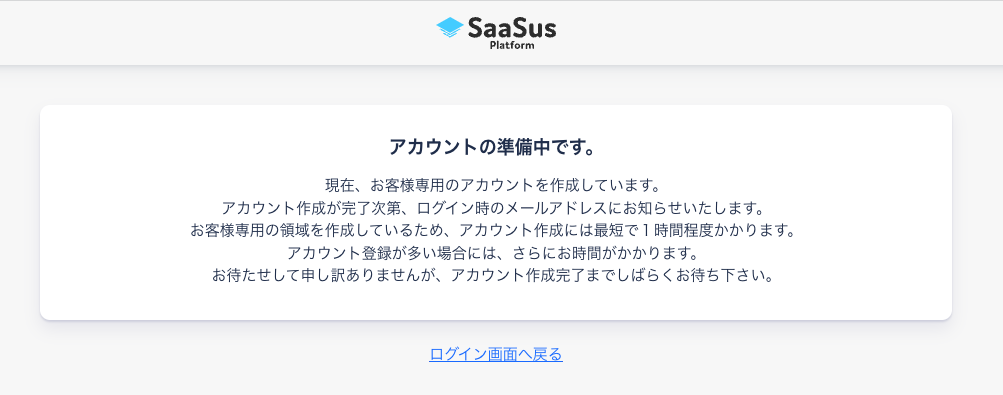 SaaSus
Platform
アカウントの準備中です。
現在、お客様専用のアカウントを作成しています。
アカウント作成が完了次第、ログイン時のメールアドレスにお知らせいたします。
お客様専用の領域を作成しているため、アカウント作成には最短で１時間程度かかります。
アカウント登録が多い場合には、さらにお時間がかかります。
お待たせして申し訳ありませんが、アカウント作成完了までしばらくお待ち下さい。
ログイン画面へ戻る